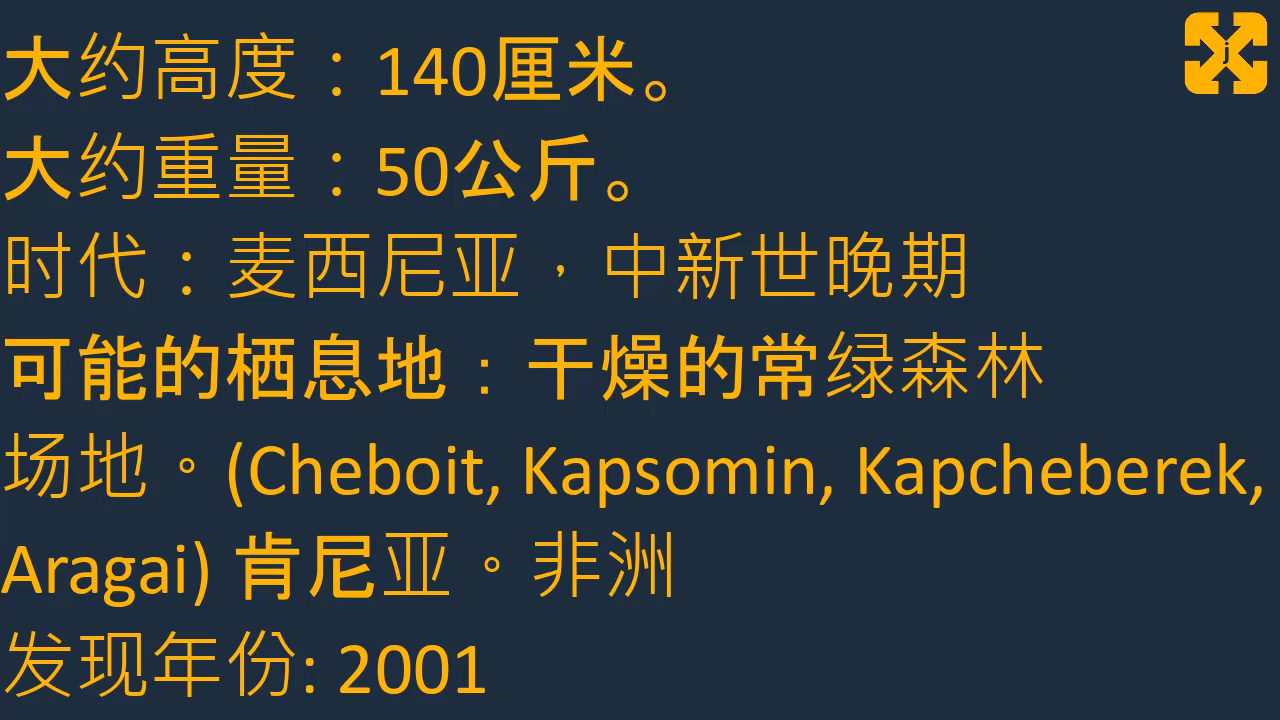 大约高度：140厘米。
大约重量：50公斤。
时代：麦西尼亚，中新世晚期
可能的栖息地：干燥的常绿森林
场地。(Cheboit, Kapsomin, Kapcheberek,
Aragai) 肯尼亚。非洲
发现年份: 2001
j